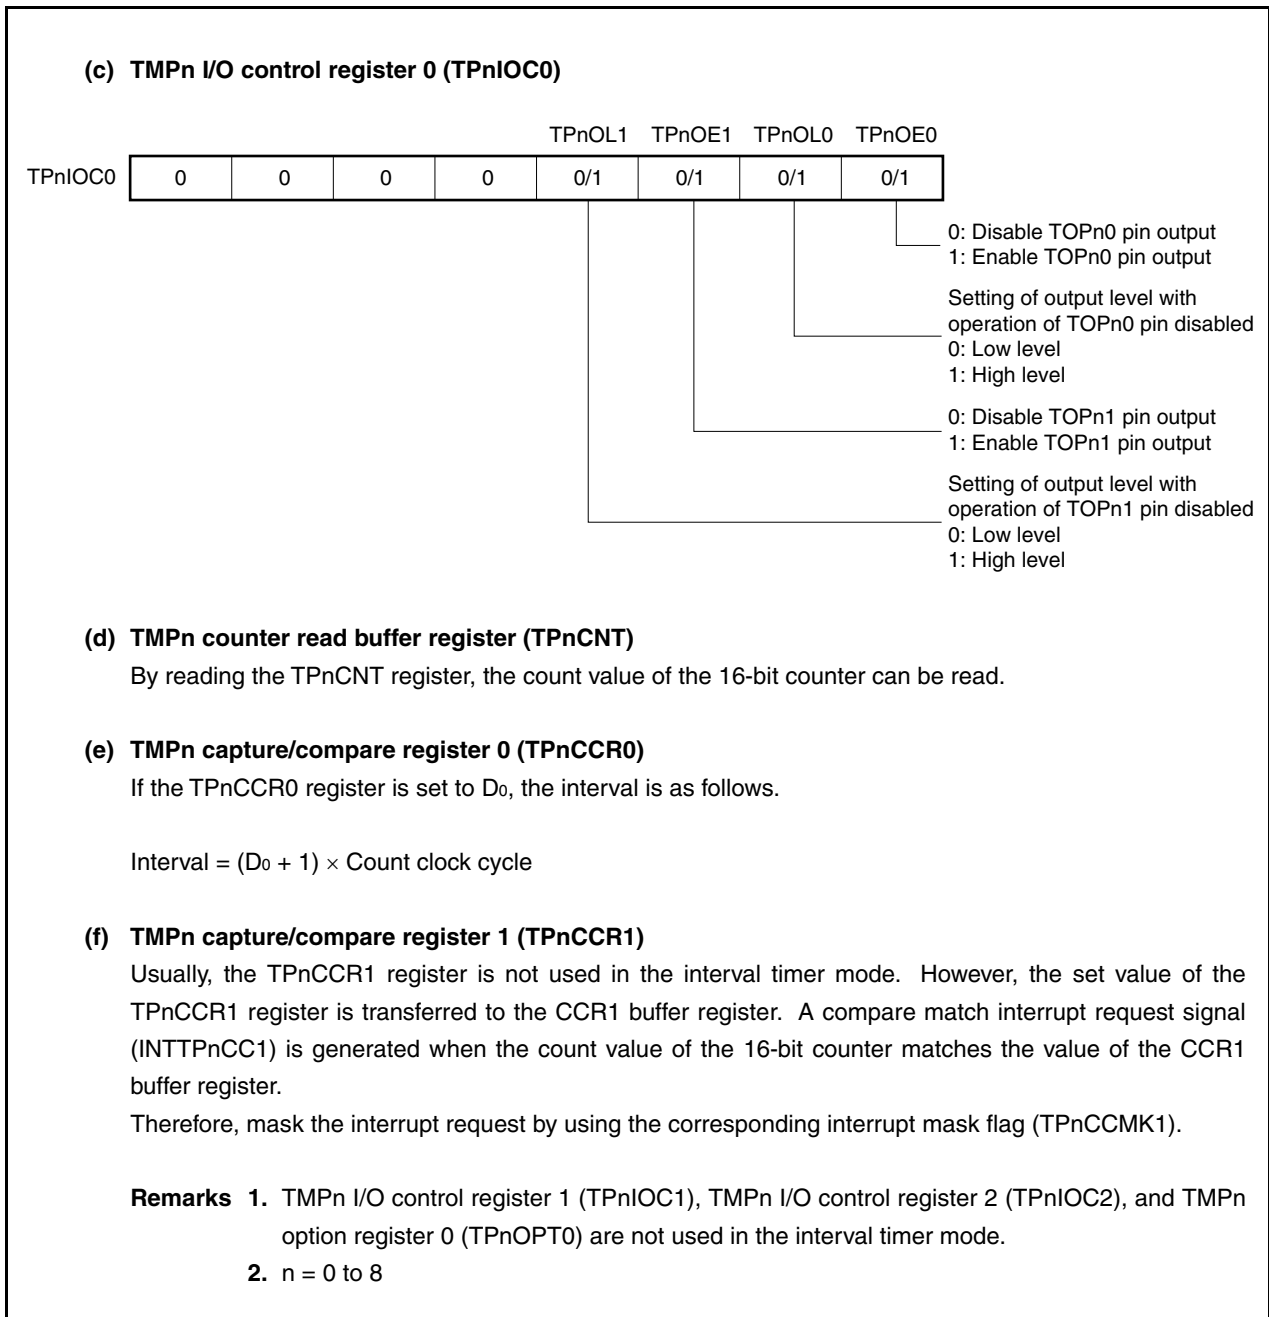 (c) TMPn I/O control register 0 (TPnIOC0)
TPnOL1 TPnOE1 TPnOL0 TPnOE0
TPnIOC0 0 0 0 0 0/1 0/1 0/1 0/1
0: Disable TOPn0 pin output
1: Enable TOPn0 pin output
Setting of output level with
operation of TOPn0 pin disabled
0: Low level
1: High level
0: Disable TOPn1 pin output
1: Enable TOPn1 pin output
Setting of output level with
operation of TOPn1 pin disabled
0: Low level
1: High level
(d) TMPn counter read buffer register (TPnCNT)
By reading the TPnCNT register, the count value of the 16-bit counter can be read.
(e) TMPn capture/compare register 0 (TPnCCR0)
If the TPnCCR0 register is set to D0, the interval is as follows.
Interval = (D0 + 1) × Count clock cycle
(f) TMPn capture/compare register 1 (TPnCCR1)
Usually, the TPnCCR1 register is not used in the interval timer mode. However, the set value of the
TPnCCR1 register is transferred to the CCR1 buffer register. A compare match interrupt request signal
(INTTPnCC1) is generated when the count value of the 16-bit counter matches the value of the CCR1
buffer register.
Therefore, mask the interrupt request by using the corresponding interrupt mask flag (TPnCCMK1).
Remarks 1. TMPn I/O control register 1 (TPnIOC1), TMPn I/O control register 2 (TPnIOC2), and TMPn
option register 0 (TPnOPT0) are not used in the interval timer mode.
2. n = 0 to 8